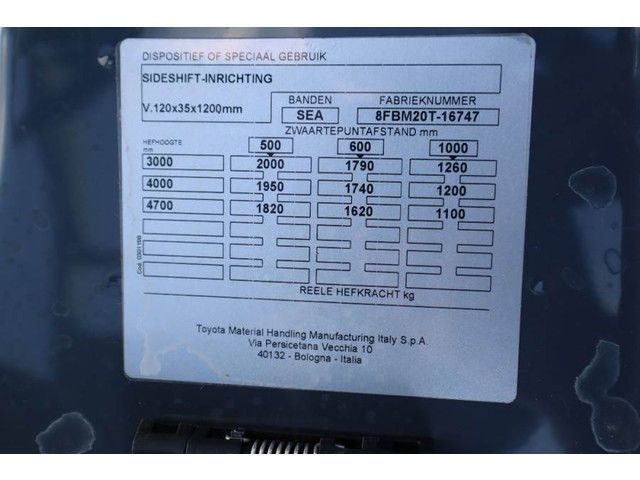 DISPOSITIEF OF SPECIAAL GEBRUIK
SIDESHIFT-INRICHTING
V.120x35x1200mm
BANDEN FABRIEKNUMMER
SEA 8FBM20T-16747
ZWAARTEPUNTAFSTAND mm
HEFHOOGTE
mm
500 600 1000
3000 2000 1790 1260
4000 1950 1740 1200
4700 1820 1620 1100
REELE HEFKRACHT kg
Toyota Material Handling Manufacturing Italy S.p.A.
Via Persicetana Vecchia 10
40132 - Bologna - Italia